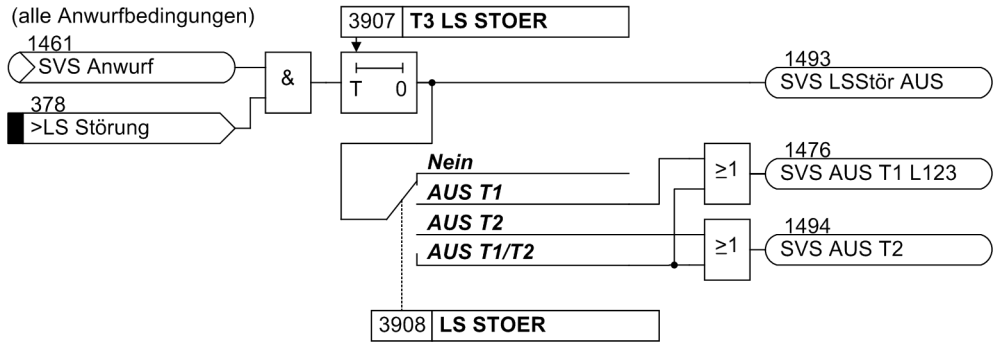 (alle Anwurfbedingungen)
3907 T3 LS STOER
1461
SVS Anwurf
&
T 0
1493
SVS LSStör AUS
378
>LS Störung
Nein
AUS T1
≥1
1476
SVS AUS T1 L123
AUS T2
AUS T1/T2
≥1
1494
SVS AUS T2
3908 LS STOER